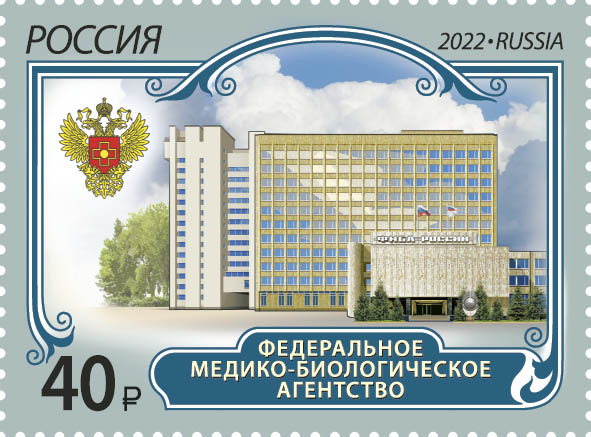 РОССИЯ
2022•RUSSIA
ФМБА РОССИИ
ФЕДЕРАЛЬНОЕ
МЕДИКО-БИОЛОГИЧЕСКОЕ
АГЕНТСТВО
40 ₽